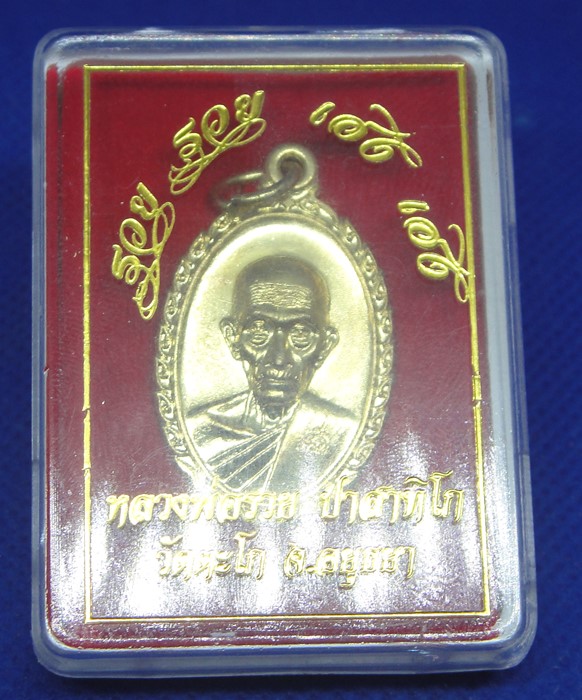 รวย รวย เฮง เฮง
หลวงพ่อรวย ปาสาทิโก
วัดตะโก จ.อยุธยา